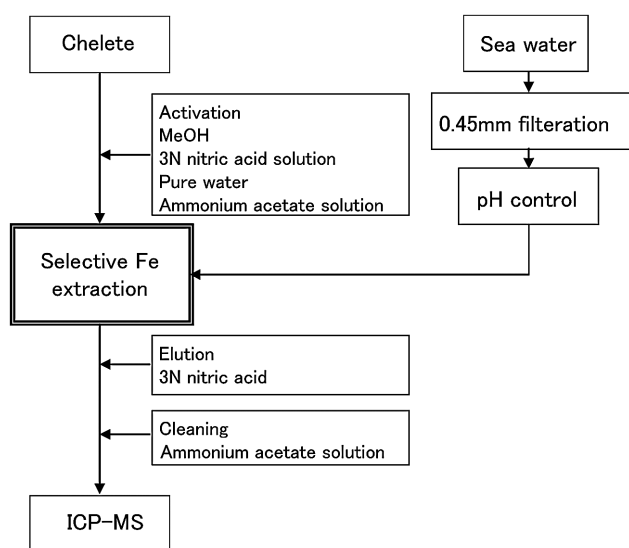 Chelete
Sea water
Activation
MeOH
3N nitric acid solution
Pure water
Ammonium acetate solution
0.45mm filteration
pH control
Selective Fe
extraction
Elution
3N nitric acid
Cleaning
Ammonium acetate solution
ICP-MS